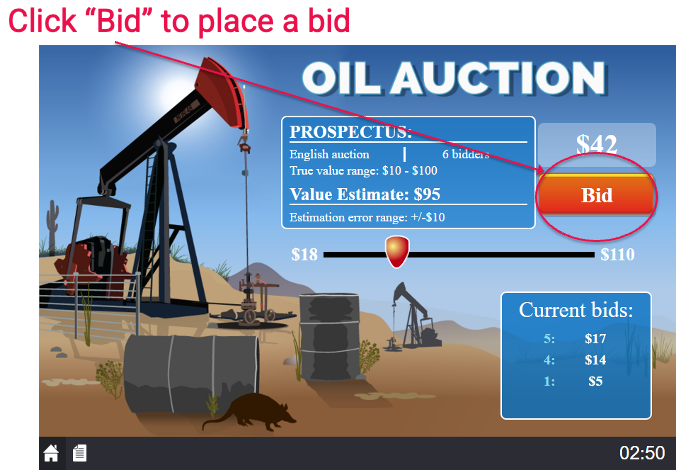 Click “Bid” to place a bid
OIL AUCTION
PROSPECTUS:
English auction | 6 bidders
True value range: $10 - $100
Value Estimate: $95
Estimation error range: +/-$10
$42
Bid
$18
$110
Current bids:
5: $17
4: $14
1: $5
02:50